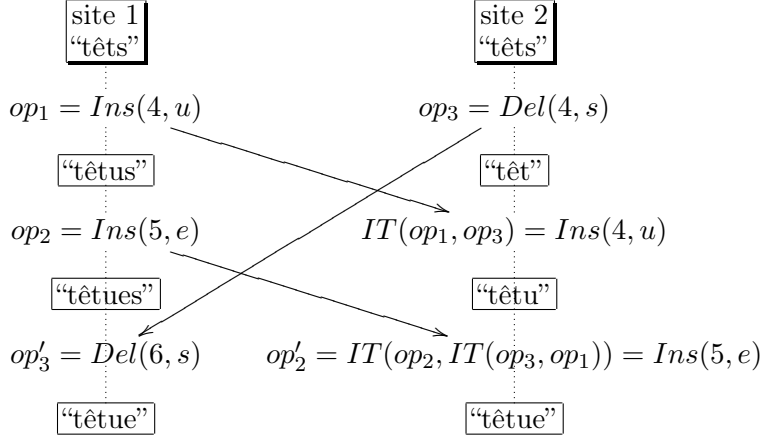 site 1
“têts”
site 2
“têts”
op₁ = Ins(4, u)
op₃ = Del(4, s)
“têtus”
“têt”
op₂ = Ins(5, e)
IT(op₁, op₃) = Ins(4, u)
“têtues”
“têtu”
op′₃ = Del(6, s)
op′₂ = IT(op₂, IT(op₃, op₁)) = Ins(5, e)
“têtue”
“têtue”